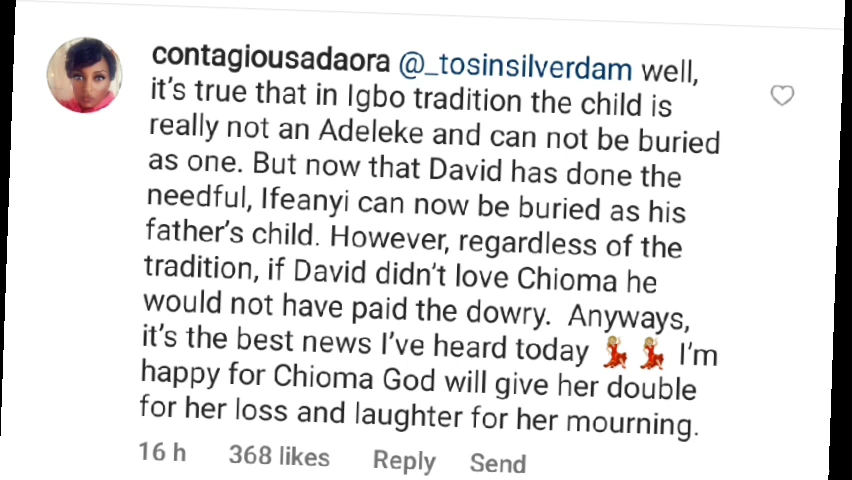 contagiousadaora @_tosinsilverdam well,
it's true that in Igbo tradition the child is
really not an Adeleke and can not be buried
as one. But now that David has done the
needful, Ifeanyi can now be buried as his
father's child. However, regardless of the
tradition, if David didn't love Chioma he
would not have paid the dowry.  Anyways,
it's the best news I've heard today 💃 💃 I'm
happy for Chioma God will give her double
for her loss and laughter for her mourning.
16 h 368 likes Reply Send